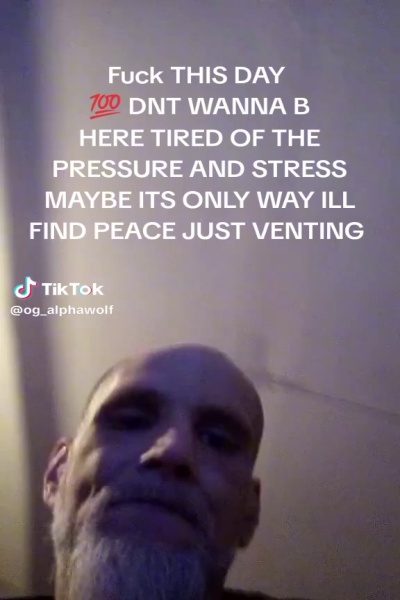 Fuck THIS DAY
💯 DNT WANNA B
HERE TIRED OF THE
PRESSURE AND STRESS
MAYBE ITS ONLY WAY ILL
FIND PEACE JUST VENTING
TikTok
@og_alphawolf